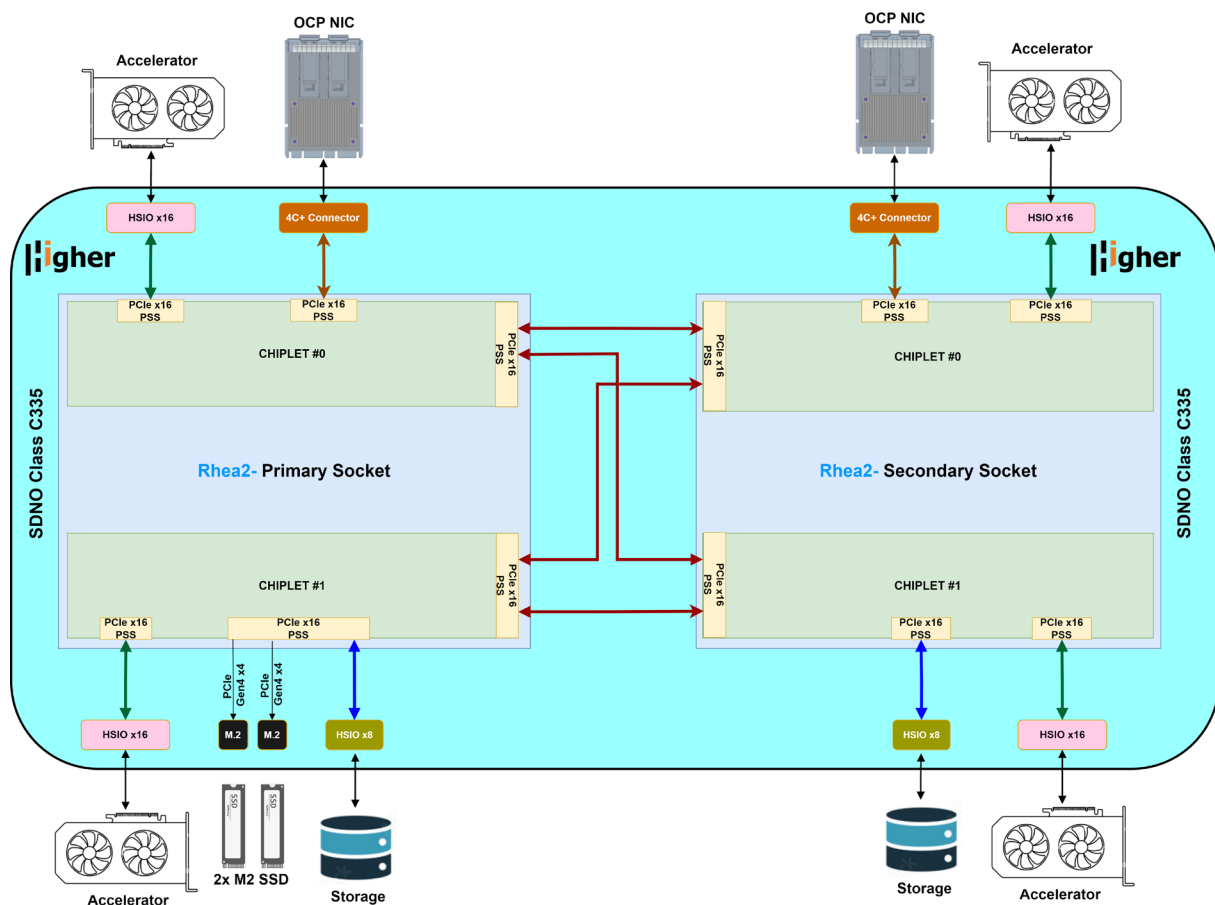 OCP NIC
OCP NIC
Accelerator
Accelerator
HSIO x16
4C+ Connector
4C+ Connector
HSIO x16
Higher
Higher
PCIe x16
PSS
PCIe x16
PSS
PCIe x16
PSS
PCIe x16
PSS
PCIe x16
PSS
PCIe x16
PSS
CHIPLET #0
CHIPLET #0
SDNO Class C335
SDNO Class C335
Rhea2- Primary Socket
Rhea2- Secondary Socket
PCIe x16
PSS
PCIe x16
PSS
CHIPLET #1
CHIPLET #1
PCIe x16
PSS
PCIe x16
PSS
PCIe x16
PSS
PCIe x16
PSS
PCIe
Gen4 x4
PCIe
Gen4 x4
HSIO x16
M.2
M.2
HSIO x8
HSIO x8
HSIO x16
SSD
SSD
2x M2 SSD
Storage
Storage
Accelerator
Accelerator